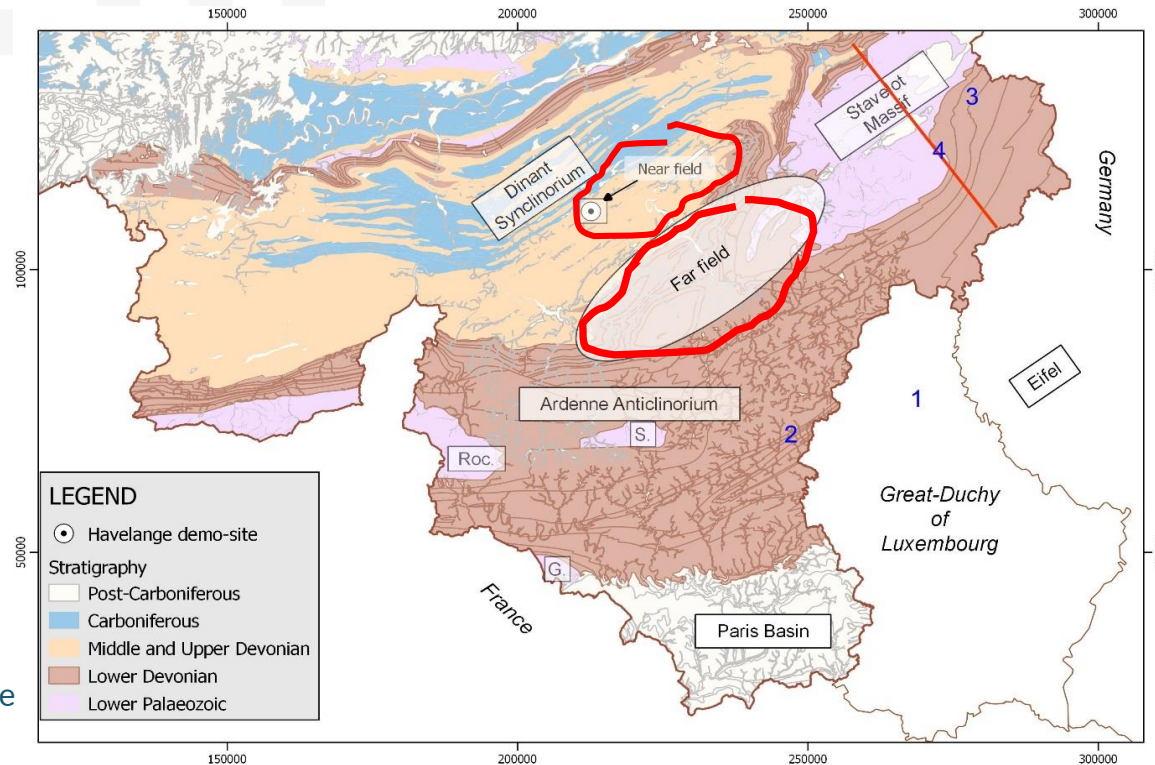 150000
200000
250000
300000
Stavelot
Massif
3
4
Near field
Dinant
Synclinorium
Germany
100000
Far field
Eifel
1
Ardenne Anticlinorium
2
S.
Roc.
LEGEND
Havelange demo-site
Stratigraphy
Post-Carboniferous
Carboniferous
Middle and Upper Devonian
Lower Devonian
Lower Palaeozoic
Great-Duchy
of
Luxembourg
50000
G.
France
Paris Basin
e
150000
200000
250000
300000